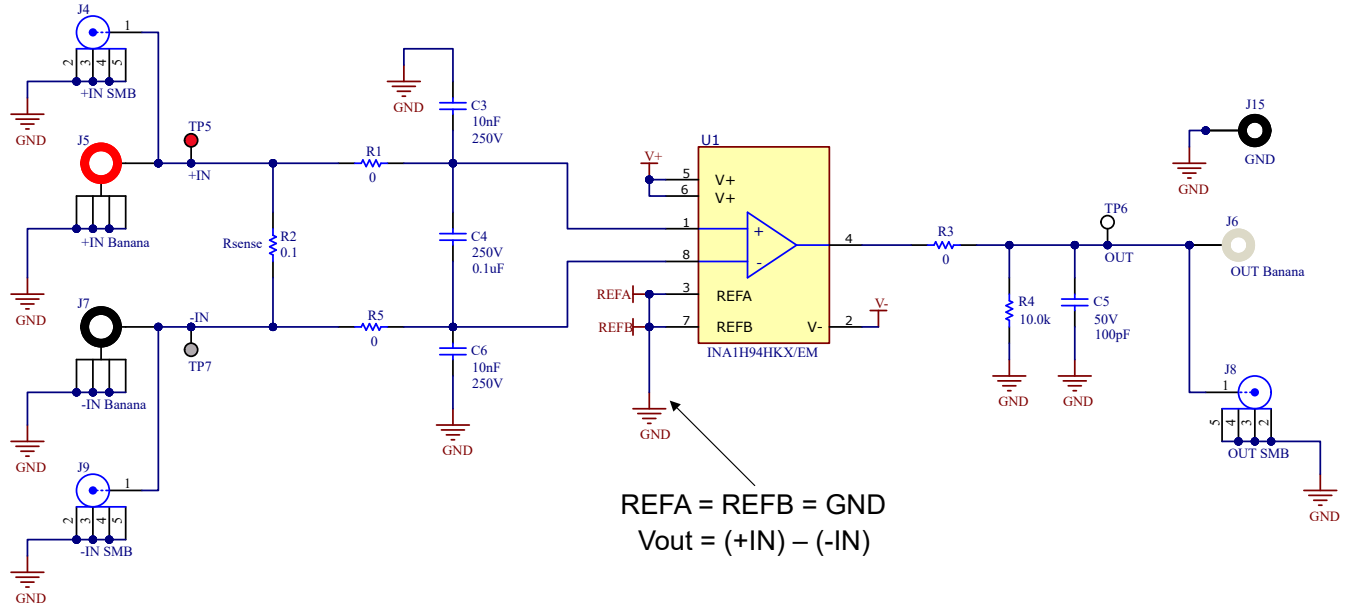 J4
1
2
3
4
5
+IN SMB
GND
J5
TP5
+IN
+IN Banana
GND
Rsense
R2
0.1
J7
-IN
TP7
-IN Banana
GND
J9
1
2
3
4
5
-IN SMB
GND
R1
0
R5
0
GND
C3
10nF
250V
C4
250V
0.1uF
C6
10nF
250V
GND
U1
V+
5
V+
6
V+
1
+
8
-
4
REFA
3
REFA
REFB
7
REFB
V-
2
V-
INA1H94HKX/EM
GND
REFA = REFB = GND
Vout = (+IN) – (-IN)
R3
0
R4
10.0k
GND
C5
50V
100pF
GND
TP6
OUT
J15
GND
GND
J6
OUT Banana
J8
1
5
4
3
2
OUT SMB
GND